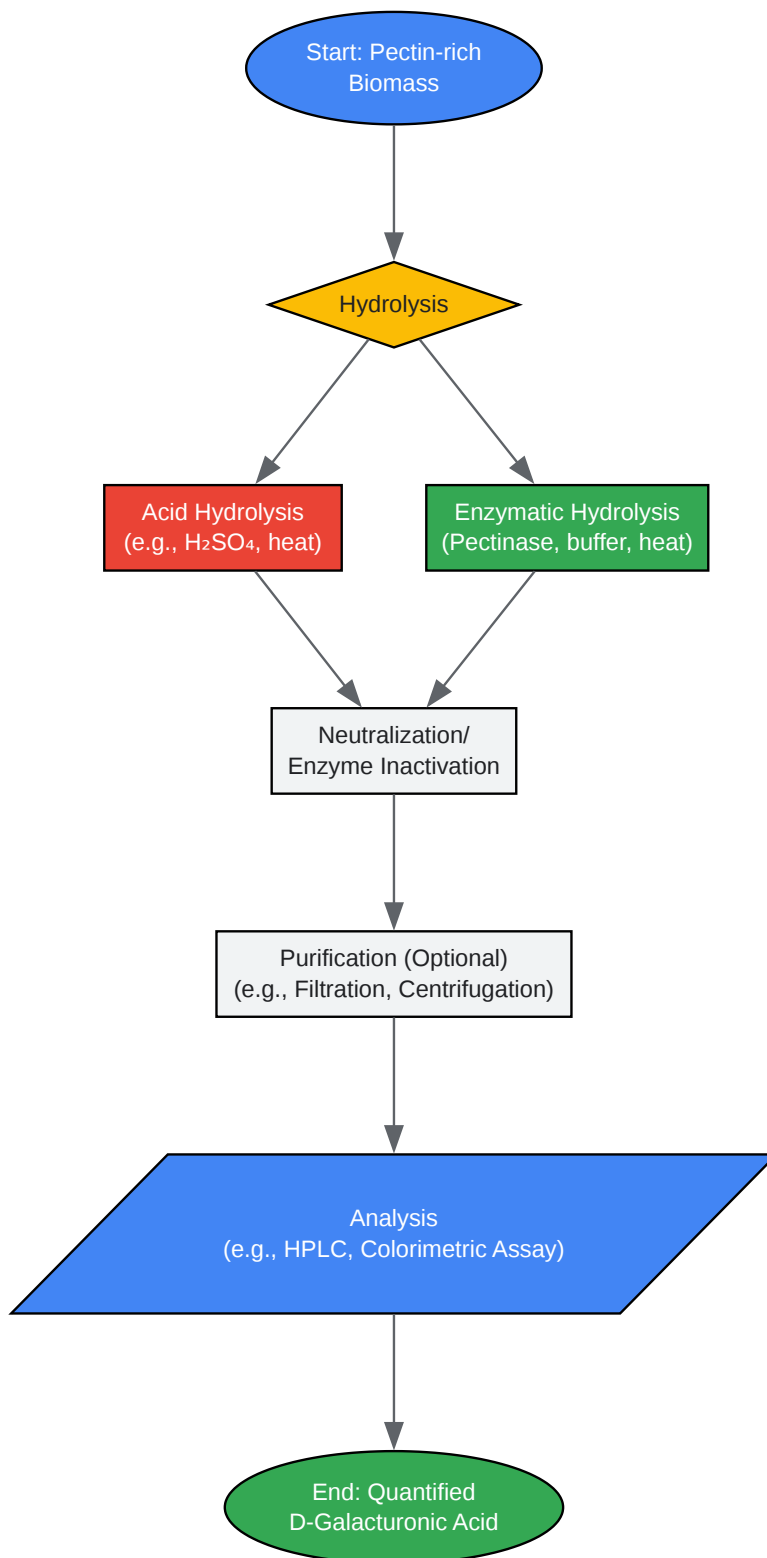 Start: Pectin-rich
Biomass
Hydrolysis
Acid Hydrolysis
(e.g., H₂SO₄, heat)
Enzymatic Hydrolysis
(Pectinase, buffer, heat)
Neutralization/
Enzyme Inactivation
Purification (Optional)
(e.g., Filtration, Centrifugation)
Analysis
(e.g., HPLC, Colorimetric Assay)
End: Quantified
D-Galacturonic Acid